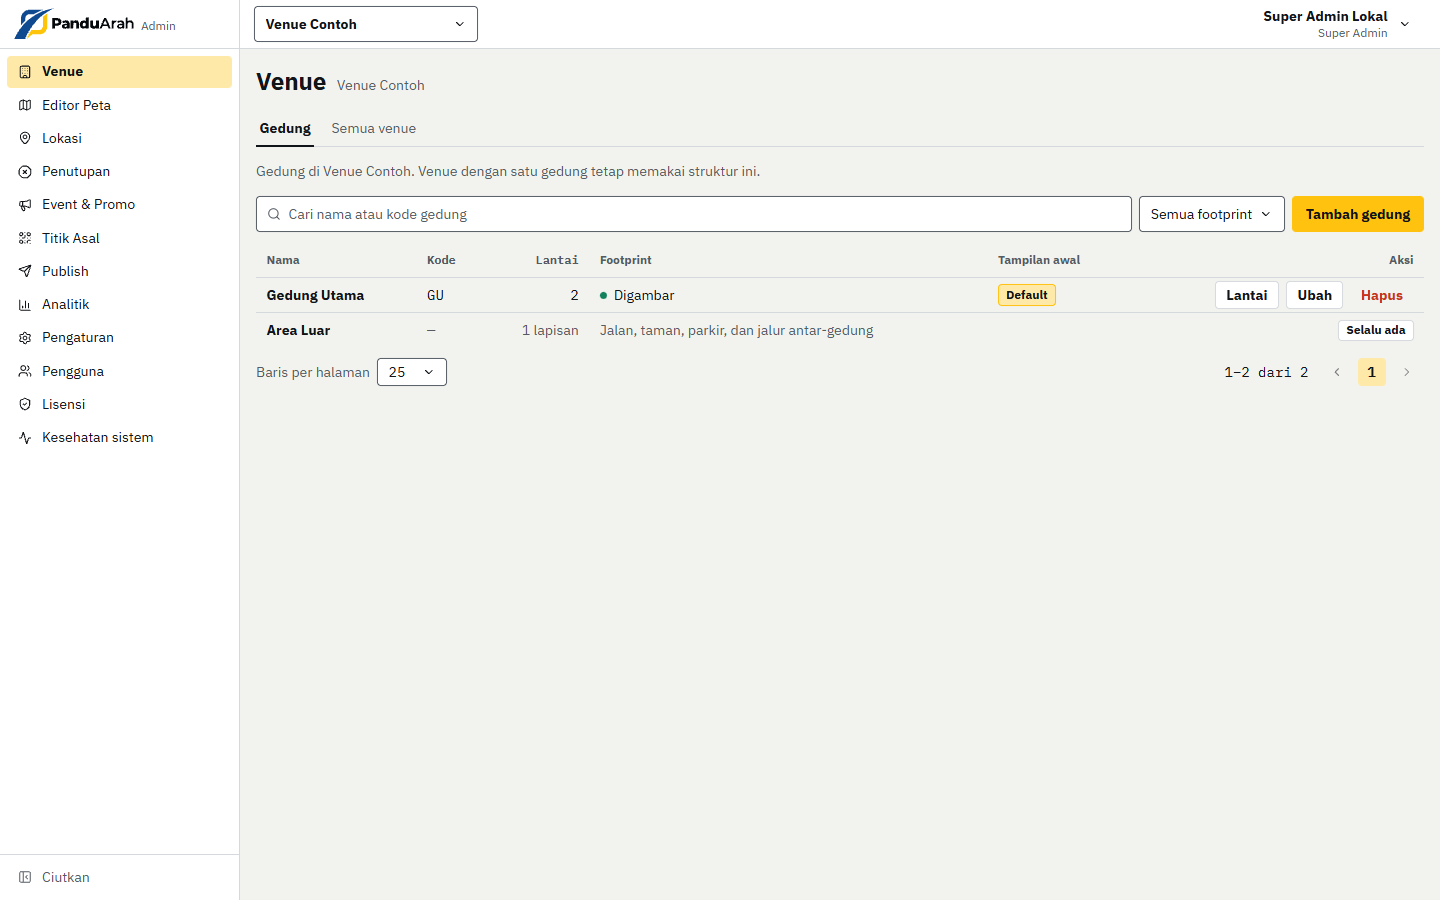 PanduArah Admin
Venue Contoh
Super Admin Lokal
Super Admin
Venue
Editor Peta
Lokasi
Penutupan
Event & Promo
Titik Asal
Publish
Analitik
Pengaturan
Pengguna
Lisensi
Kesehatan sistem
Ciutkan
Venue Venue Contoh
Gedung Semua venue
Gedung di Venue Contoh. Venue dengan satu gedung tetap memakai struktur ini.
Cari nama atau kode gedung Semua footprint Tambah gedung
Nama Kode Lantai Footprint Tampilan awal Aksi
Gedung Utama GU 2 Digambar Default Lantai Ubah Hapus
Area Luar — 1 lapisan Jalan, taman, parkir, dan jalur antar-gedung Selalu ada
Baris per halaman 25 1–2 dari 2 1